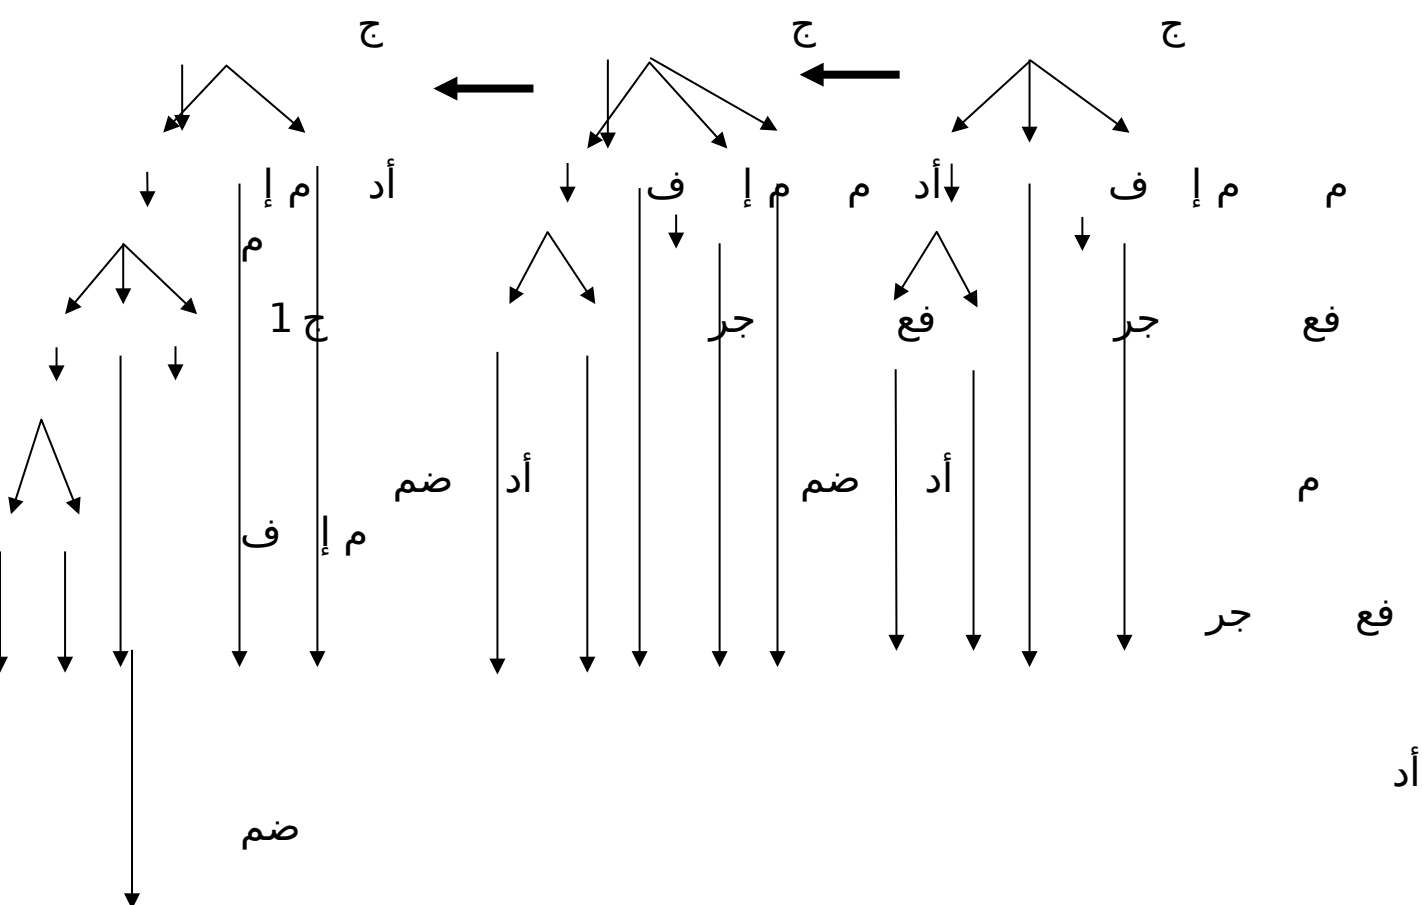 ج ج ج
م م إ ف أد م م إ ف أد م إ
م
فع جر فع جر ج 1
م أد ضم أد ضم
م إ ف
فع جر
أد
ضم